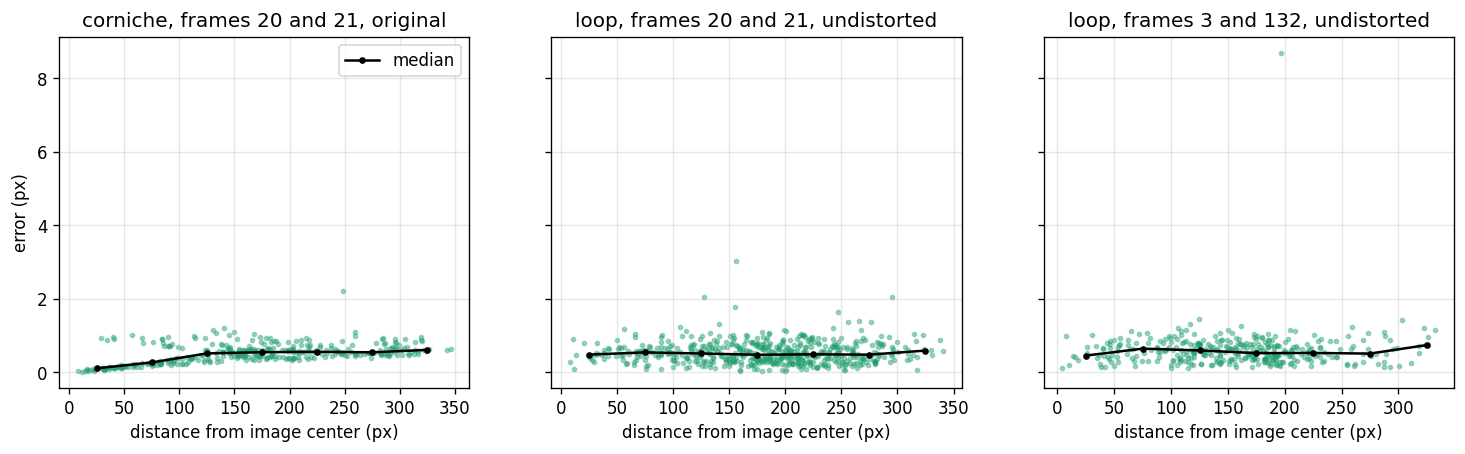 corniche, frames 20 and 21, original
median
error (px)
8
6
4
2
0
0 50 100 150 200 250 300 350
distance from image center (px)
loop, frames 20 and 21, undistorted
0 50 100 150 200 250 300 350
distance from image center (px)
loop, frames 3 and 132, undistorted
0 50 100 150 200 250 300
distance from image center (px)